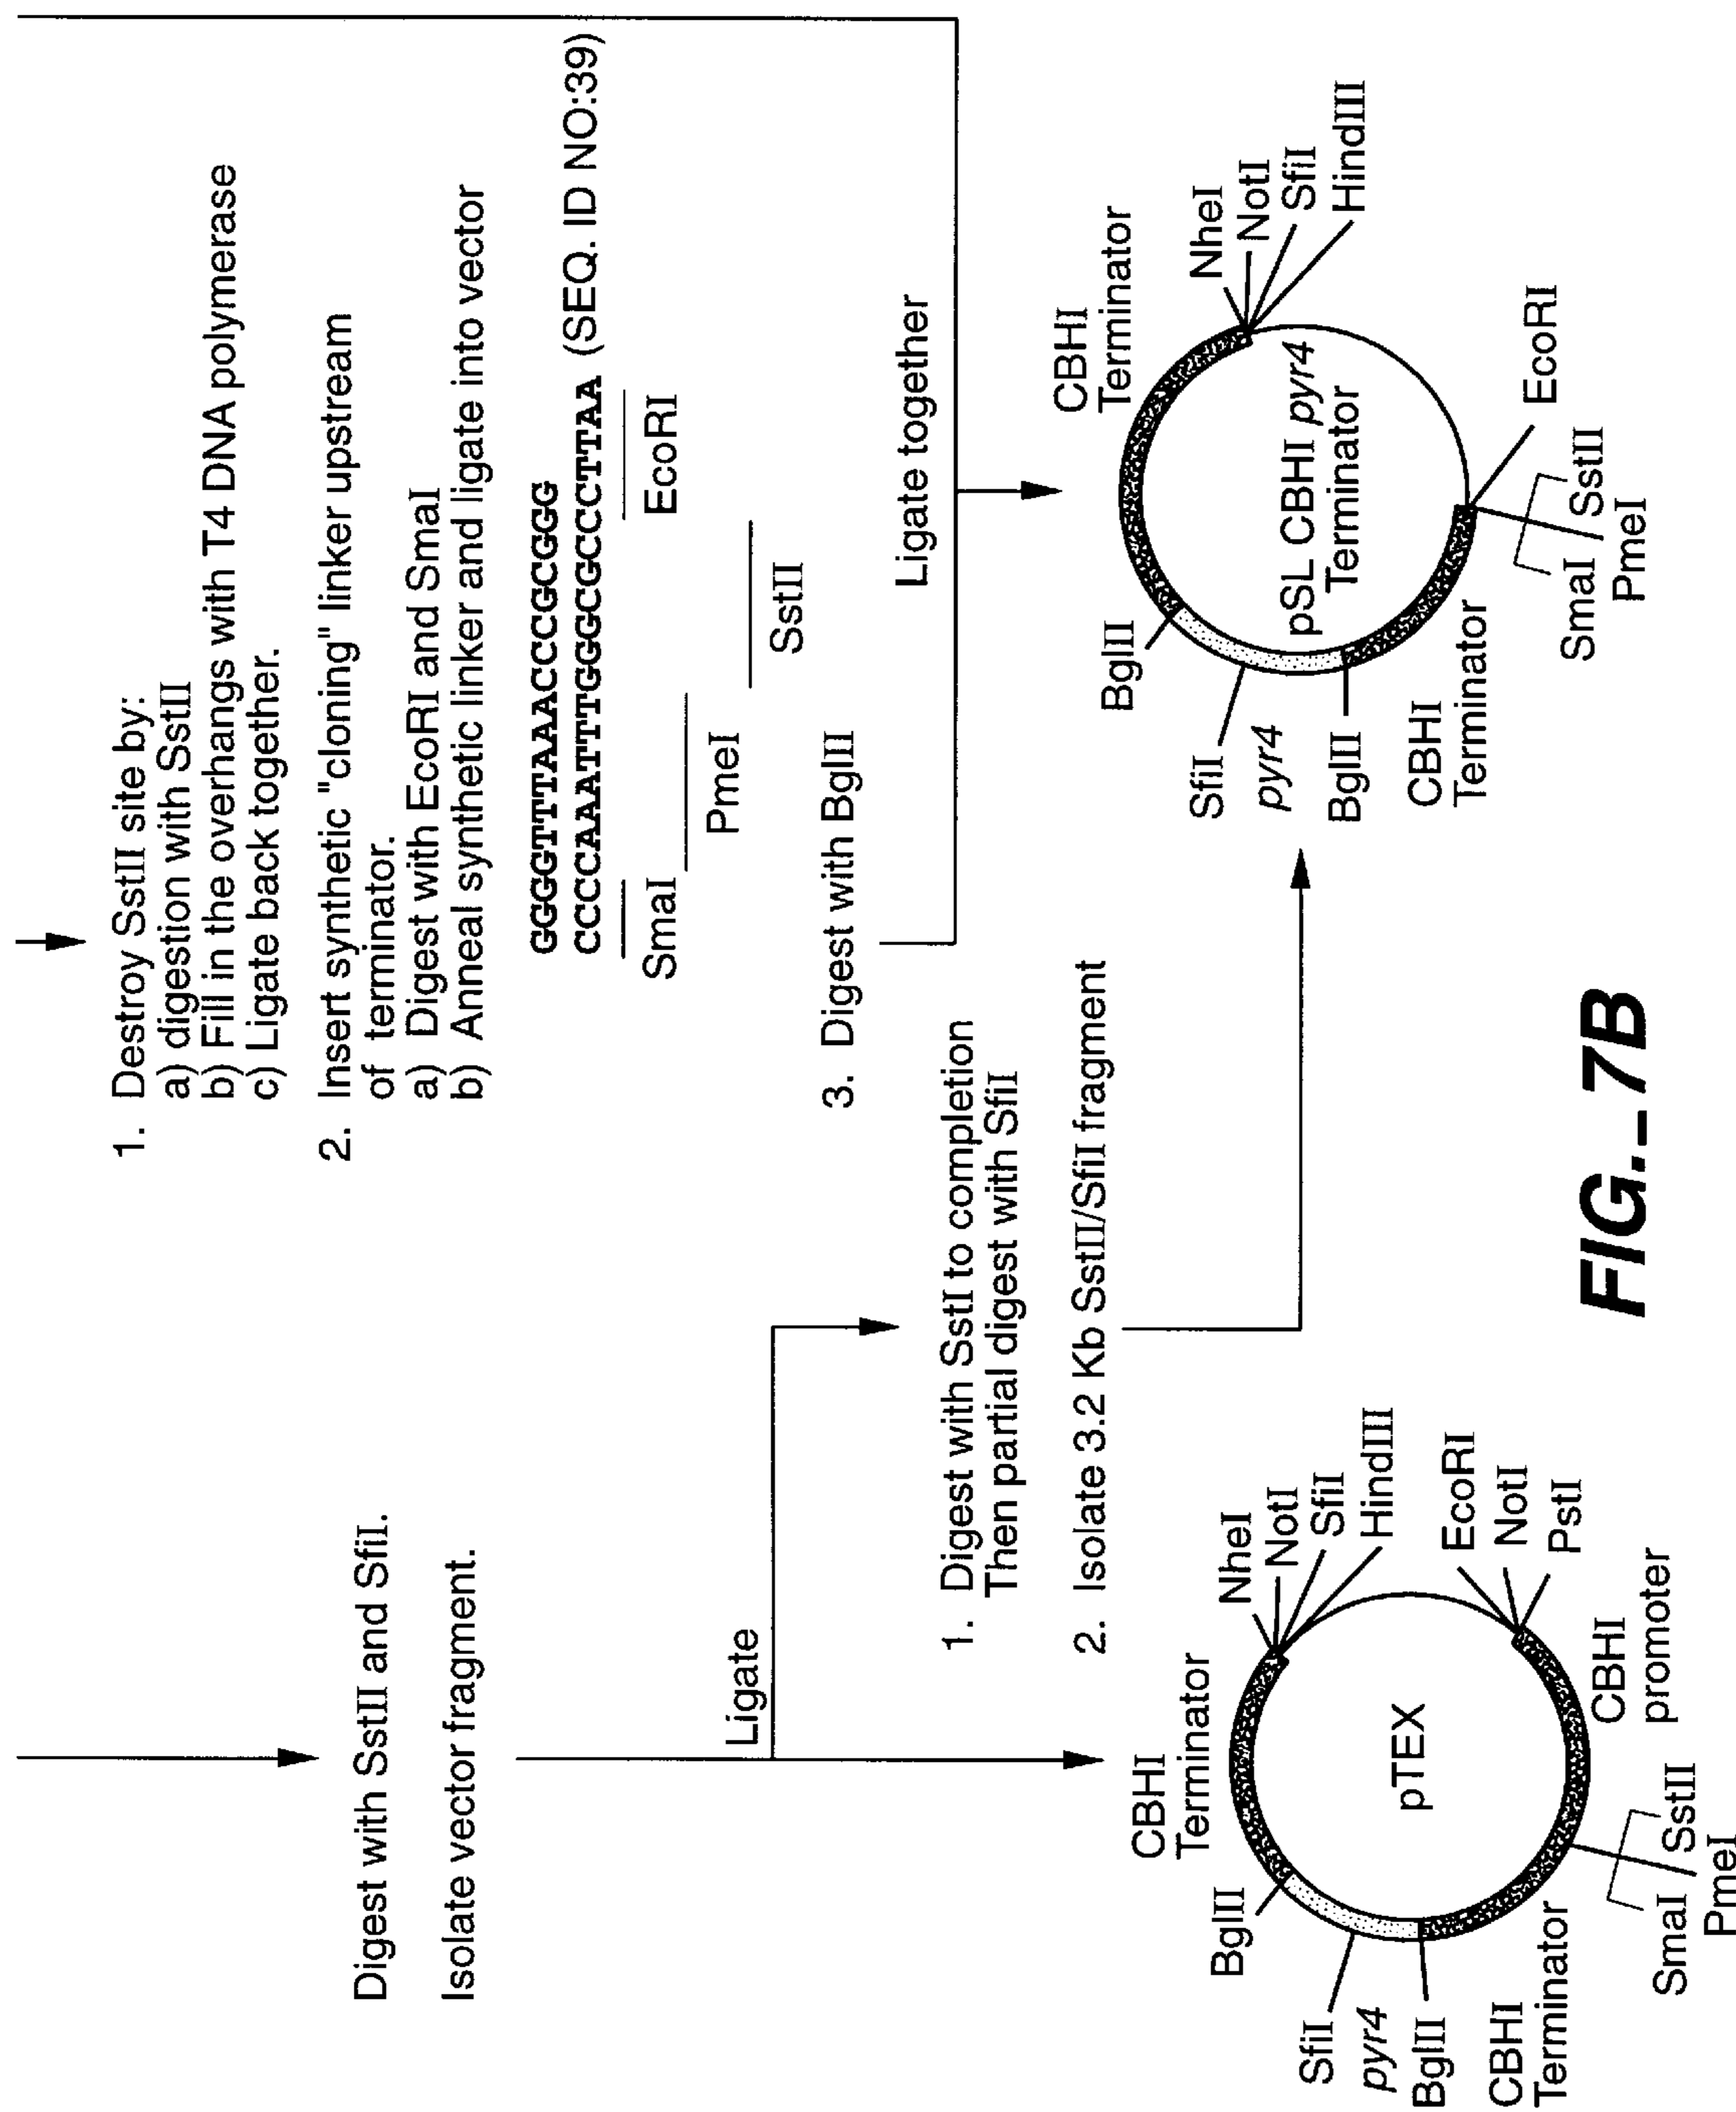 Digest with SstII and SfiI.
Isolate vector fragment.
Ligate
CBHI
Terminator
NheI
NotI
SfiI
HindIII
EcoRI
NotI
PstI
CBHI
promoter
SmaI SstII
PmeI
CBHI
Terminator
BglII
pyr4
SfiI
BglII
pTEX
1. Destroy SstII site by:
a) digestion with SstII
b) Fill in the overhangs with T4 DNA polymerase
c) Ligate back together.
2. Insert synthetic "cloning" linker upstream
of terminator.
a) Digest with EcoRI and SmaI
b) Anneal synthetic linker and ligate into vector
GGGGTTTAAACCCGCGGG
CCCCAAATTTGGGCGCCCTTAA (SEQ. ID NO:39)
SmaI
EcoRI
PmeI
SstII
3. Digest with BglII
1. Digest with SstI to completion
Then partial digest with SfiI
2. Isolate 3.2 Kb SstII/SfiI fragment
Ligate together
CBHI
Terminator
NheI
NotI
SfiI
HindIII
EcoRI
SmaI SstII
PmeI
CBHI
Terminator
BglII
pyr4
SfiI
BglII
pSL CBHI pyr4
Terminator
FIG._7B